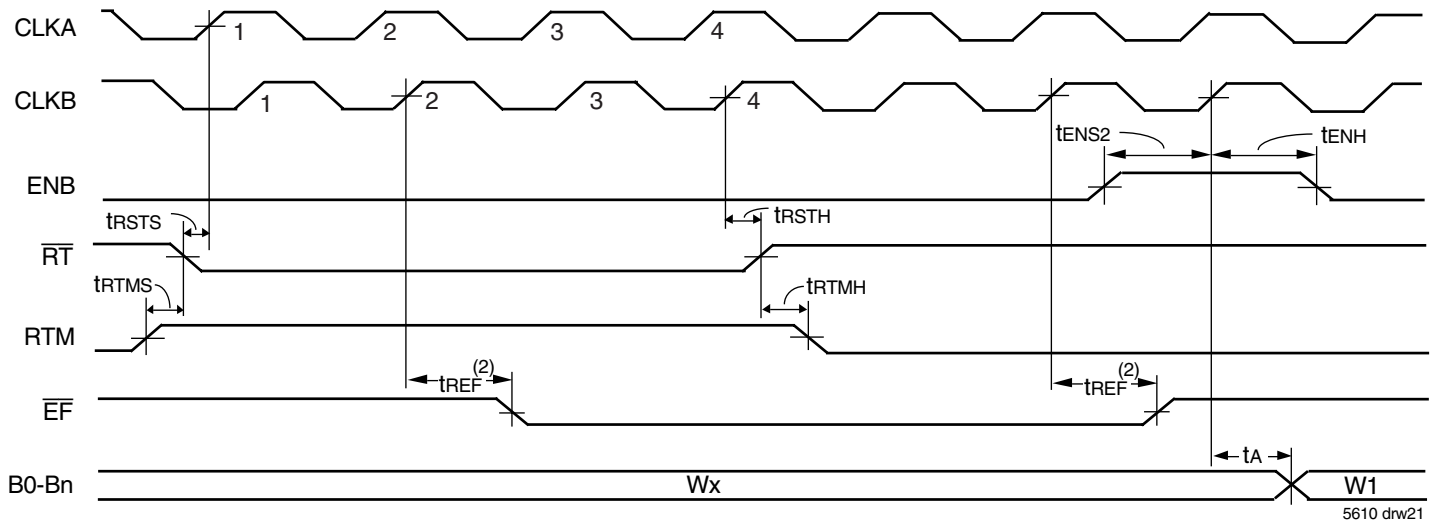 CLKA 1 2 3 4
CLKB 1 2 3 4
tENS2 tENH
ENB
tRSTS tRSTH
RT
tRTMS tRTMH
RTM
tREF(2) tREF(2)
EF
tA
B0-Bn Wx W1
5610 drw21